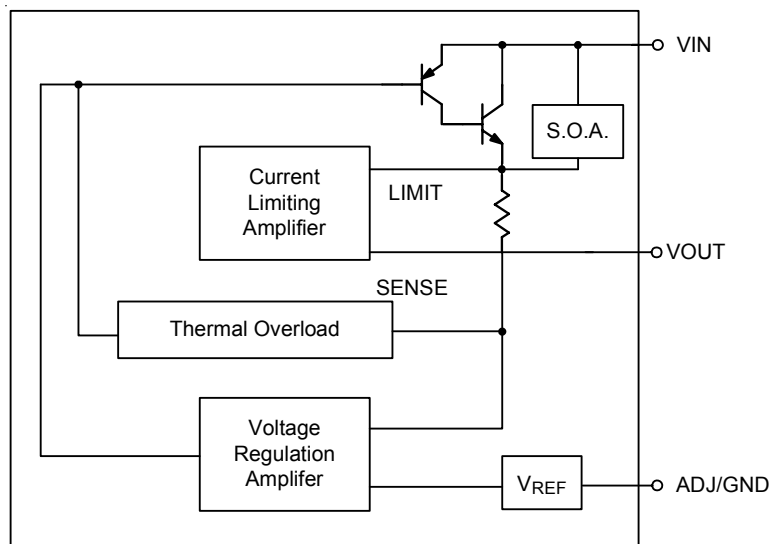 VIN
S.O.A.
Current
Limiting
Amplifier
LIMIT
VOUT
SENSE
Thermal Overload
Voltage
Regulation
Amplifer
VREF
ADJ/GND